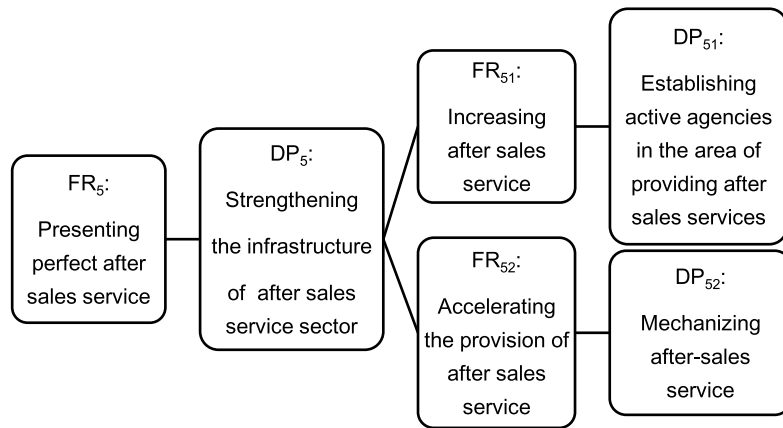 FR₅:
Presenting
perfect after
sales service
DP₅:
Strengthening
the infrastructure
of after sales
service sector
FR₅₁:
Increasing
after sales
service
DP₅₁:
Establishing
active agencies
in the area of
providing after
sales services
FR₅₂:
Accelerating
the provision of
after sales
service
DP₅₂:
Mechanizing
after-sales
service